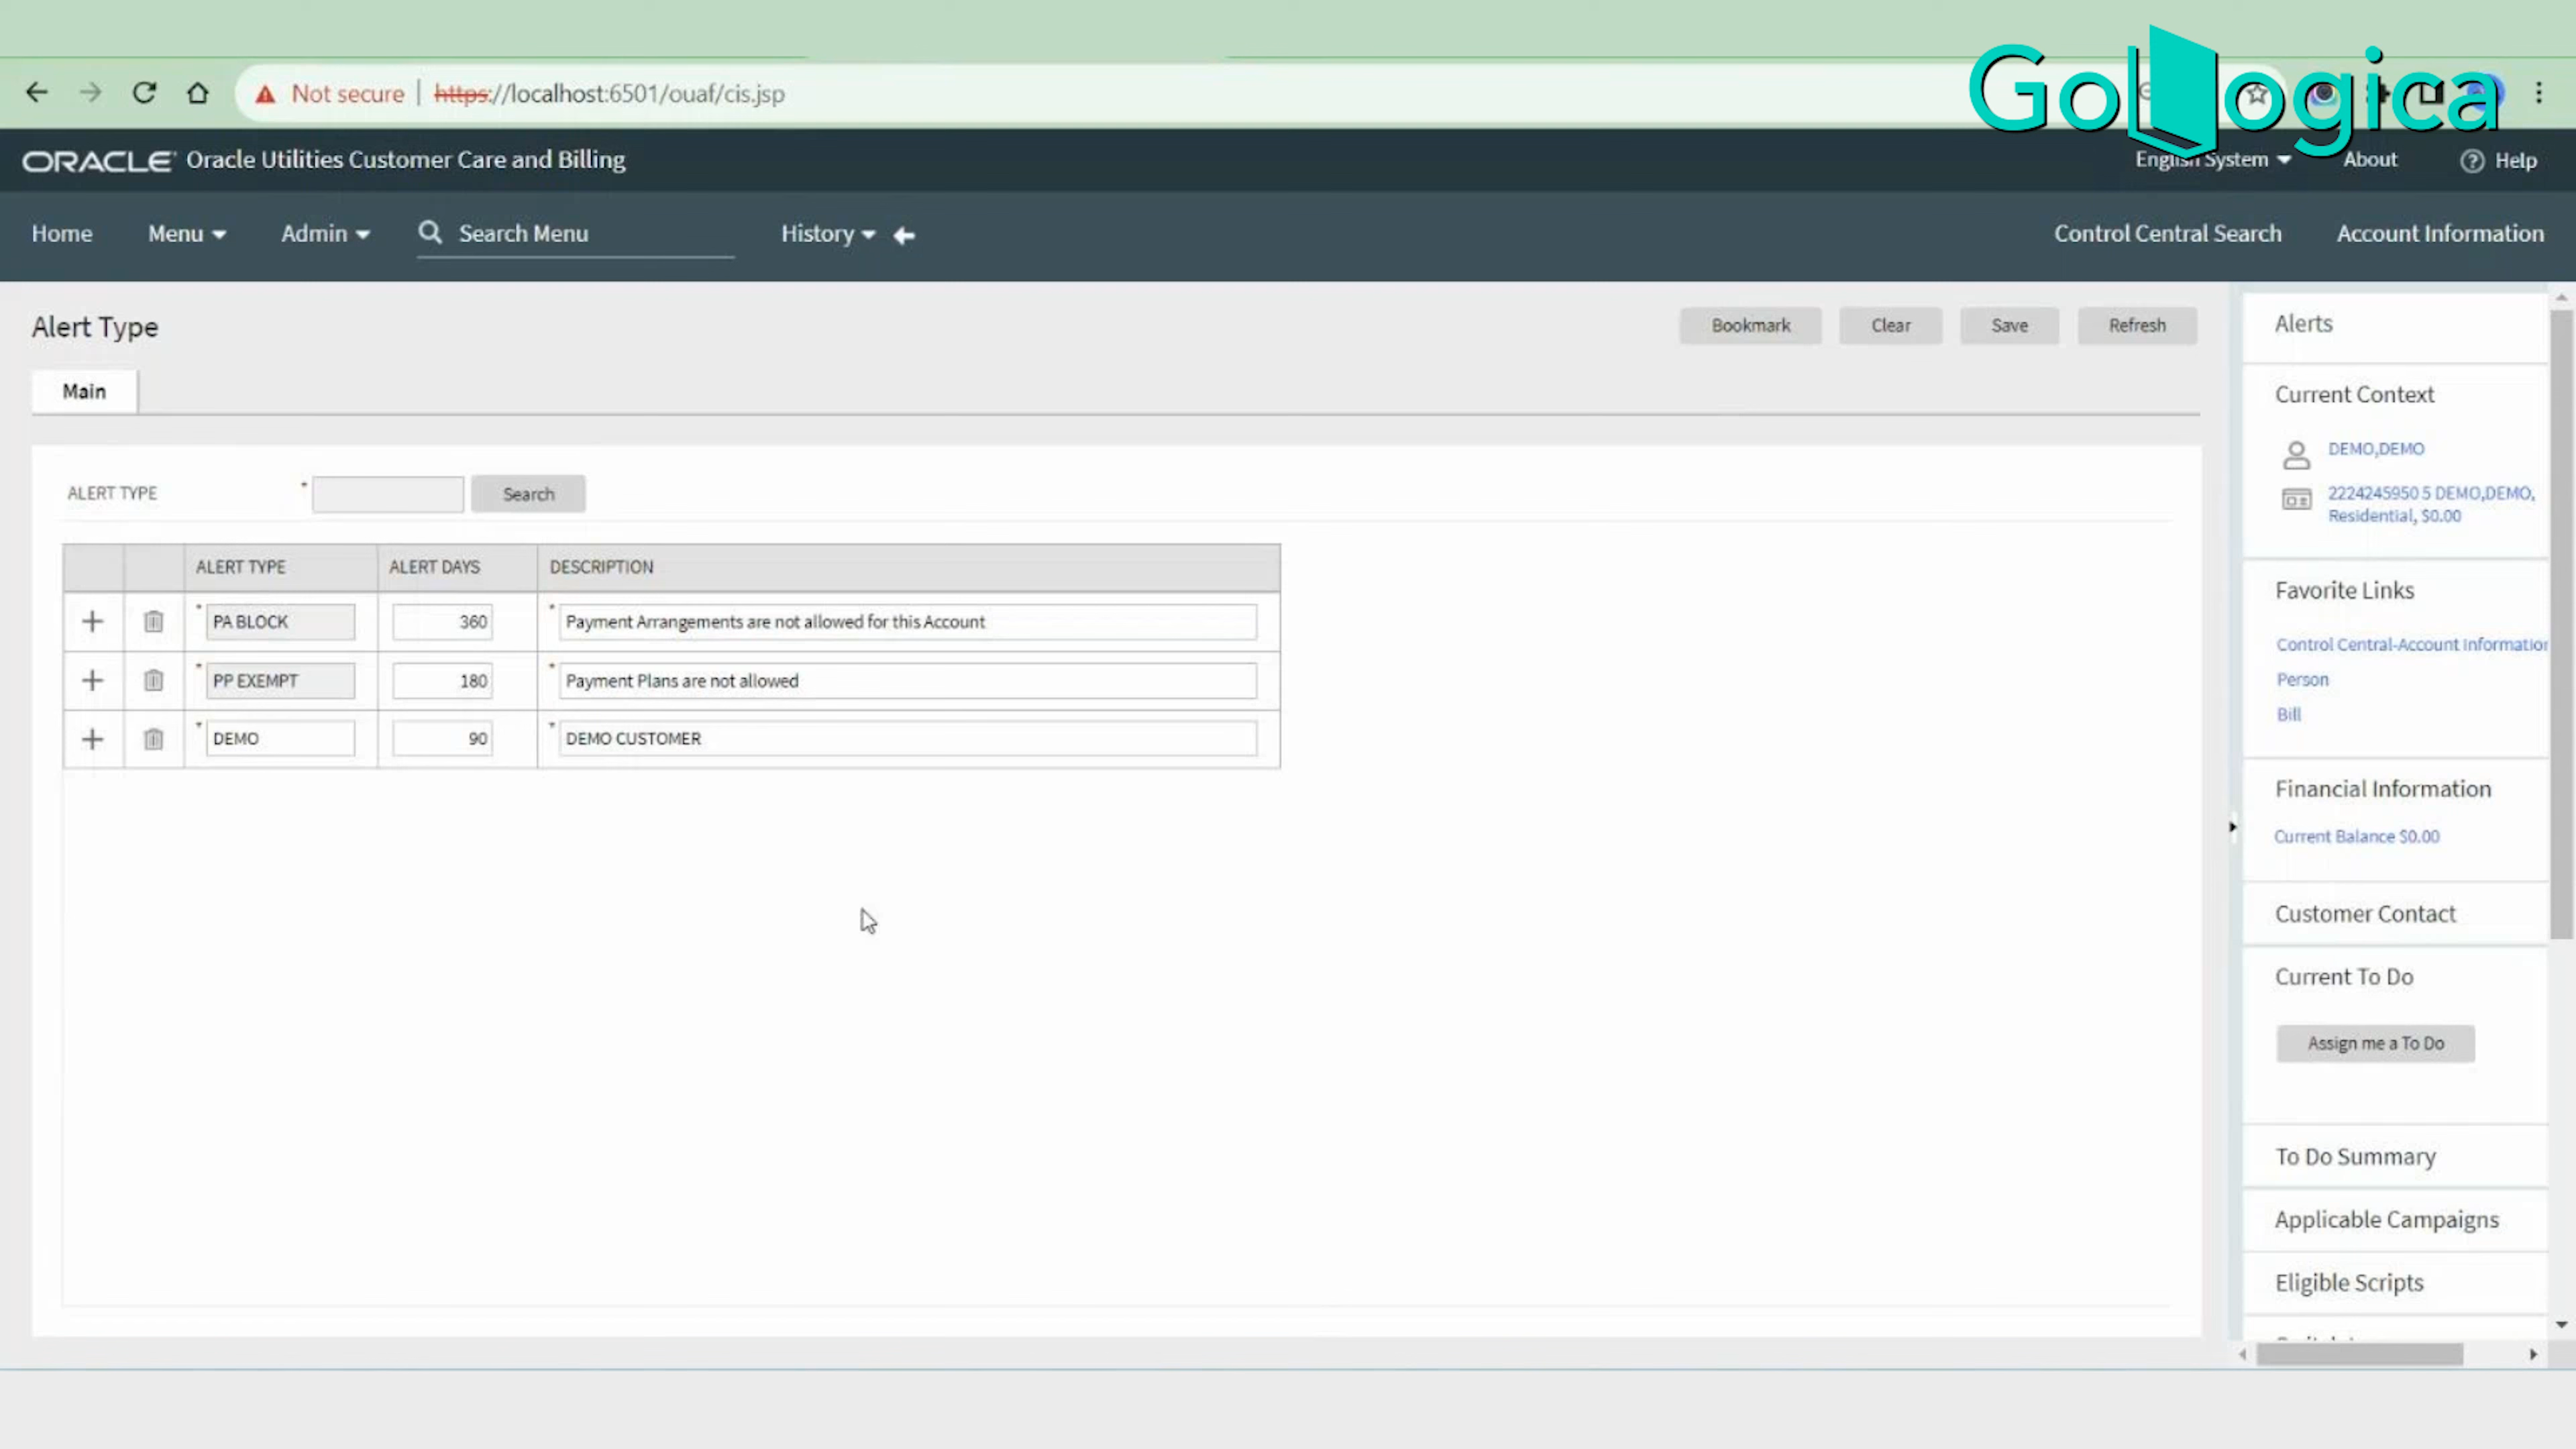 GoLogica
Not secure https://localhost:6501/ouaf/cis.jsp
ORACLE Oracle Utilities Customer Care and Billing
English System About Help
Home Menu Admin Search Menu History Control Central Search Account Information
Alert Type Bookmark Clear Save Refresh
Main
ALERT TYPE * Search
ALERT TYPE ALERT DAYS DESCRIPTION
* PA BLOCK 360 * Payment Arrangements are not allowed for this Account
* PP EXEMPT 180 * Payment Plans are not allowed
* DEMO 90 * DEMO CUSTOMER
Alerts
Current Context
DEMO,DEMO
2224245950 5 DEMO,DEMO,
Residential, $0.00
Favorite Links
Control Central-Account Information
Person
Bill
Financial Information
Current Balance $0.00
Customer Contact
Current To Do
Assign me a To Do
To Do Summary
Applicable Campaigns
Eligible Scripts